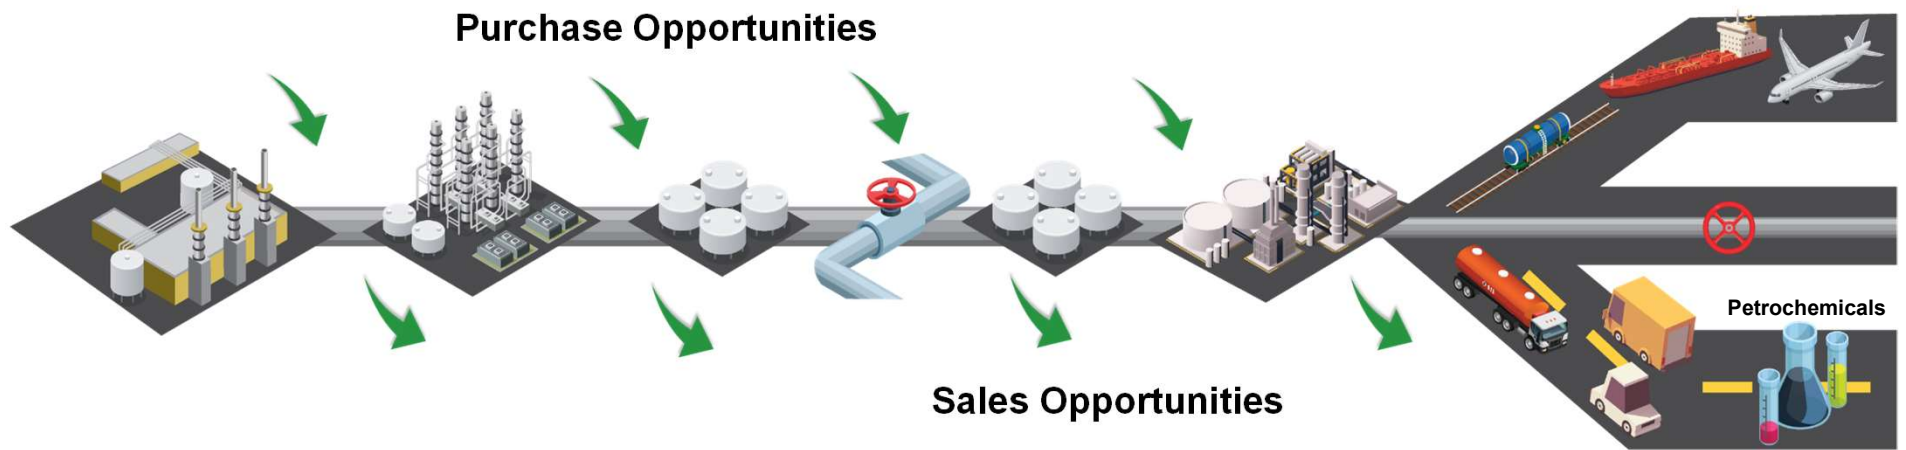 Purchase Opportunities
Petrochemicals
Sales Opportunities